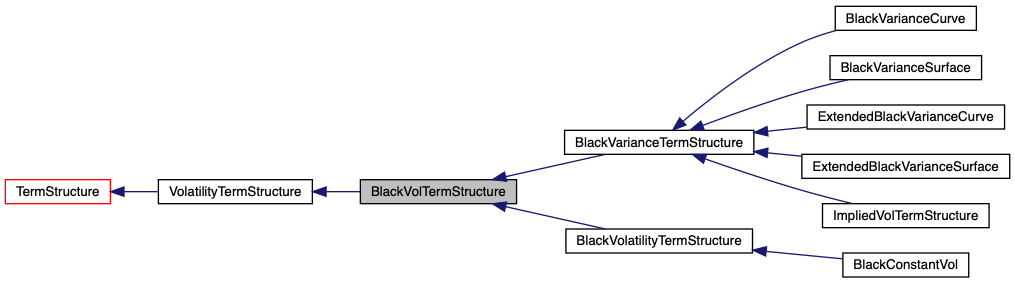 TermStructure
VolatilityTermStructure
BlackVolTermStructure
BlackVarianceTermStructure
BlackVolatilityTermStructure
BlackVarianceCurve
BlackVarianceSurface
ExtendedBlackVarianceCurve
ExtendedBlackVarianceSurface
ImpliedVolTermStructure
BlackConstantVol